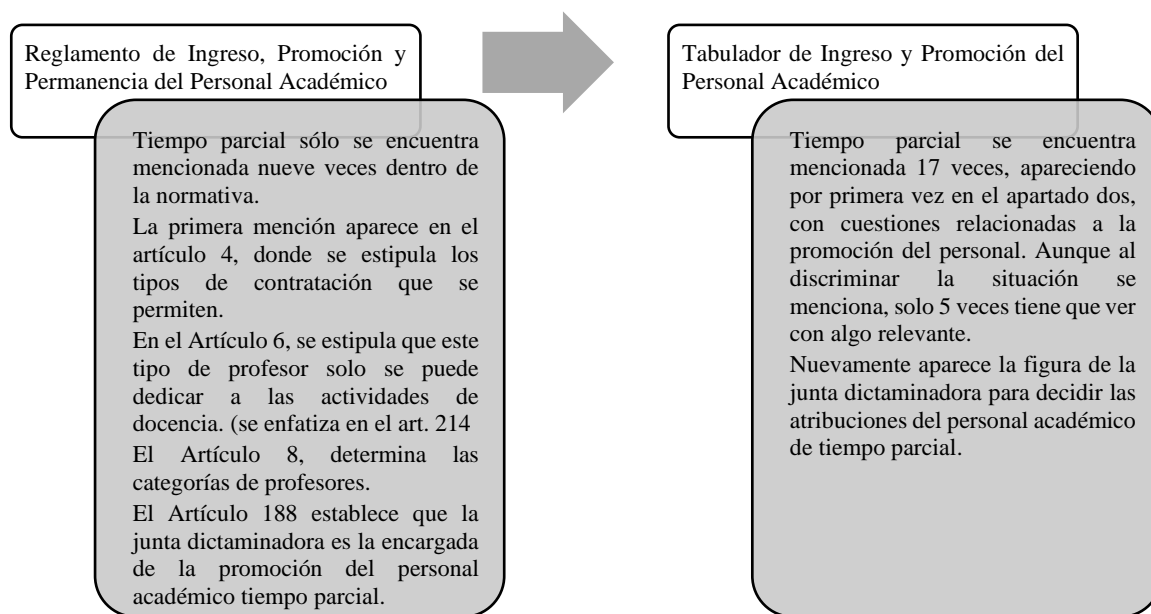 Reglamento de Ingreso, Promoción y
Permanencia del Personal Académico
Tiempo parcial sólo se encuentra
mencionada nueve veces dentro de
la normativa.
La primera mención aparece en el
artículo 4, donde se estipula los
tipos de contratación que se
permiten.
En el Artículo 6, se estipula que este
tipo de profesor solo se puede
dedicar a las actividades de
docencia. (se enfatiza en el art. 214
El Artículo 8, determina las
categorías de profesores.
El Artículo 188 establece que la
junta dictaminadora es la encargada
de la promoción del personal
académico tiempo parcial.
Tabulador de Ingreso y Promoción del
Personal Académico
Tiempo parcial se encuentra
mencionada 17 veces, apareciendo
por primera vez en el apartado dos,
con cuestiones relacionadas a la
promoción del personal. Aunque al
discriminar la situación se
menciona, solo 5 veces tiene que ver
con algo relevante.
Nuevamente aparece la figura de la
junta dictaminadora para decidir las
atribuciones del personal académico
de tiempo parcial.